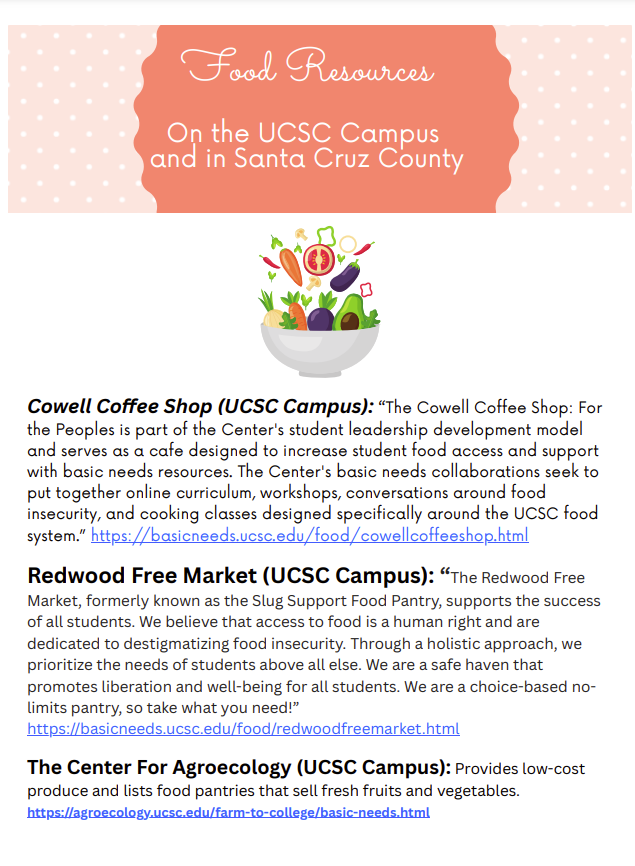 Food Resources
On the UCSC Campus
and in Santa Cruz County
Cowell Coffee Shop (UCSC Campus): “The Cowell Coffee Shop: For
the Peoples is part of the Center's student leadership development model
and serves as a cafe designed to increase student food access and support
with basic needs resources. The Center's basic needs collaborations seek to
put together online curriculum, workshops, conversations around food
insecurity, and cooking classes designed specifically around the UCSC food
system.” https://basicneeds.ucsc.edu/food/cowellcoffeeshop.html
Redwood Free Market (UCSC Campus): “The Redwood Free
Market, formerly known as the Slug Support Food Pantry, supports the success
of all students. We believe that access to food is a human right and are
dedicated to destigmatizing food insecurity. Through a holistic approach, we
prioritize the needs of students above all else. We are a safe haven that
promotes liberation and well-being for all students. We are a choice-based no-
limits pantry, so take what you need!”
https://basicneeds.ucsc.edu/food/redwoodfreemarket.html
The Center For Agroecology (UCSC Campus): Provides low-cost
produce and lists food pantries that sell fresh fruits and vegetables.
https://agroecology.ucsc.edu/farm-to-college/basic-needs.html